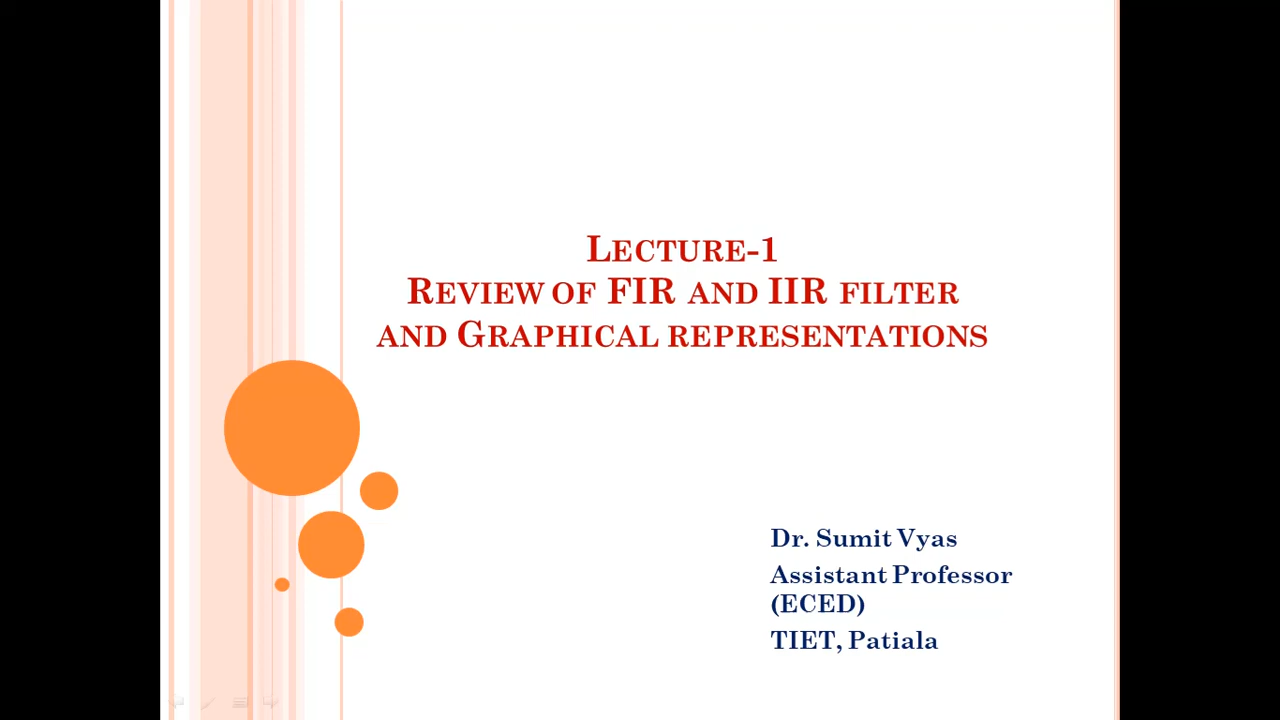 LECTURE-1
REVIEW OF FIR AND IIR FILTER
AND GRAPHICAL REPRESENTATIONS
Dr. Sumit Vyas
Assistant Professor
(ECED)
TIET, Patiala